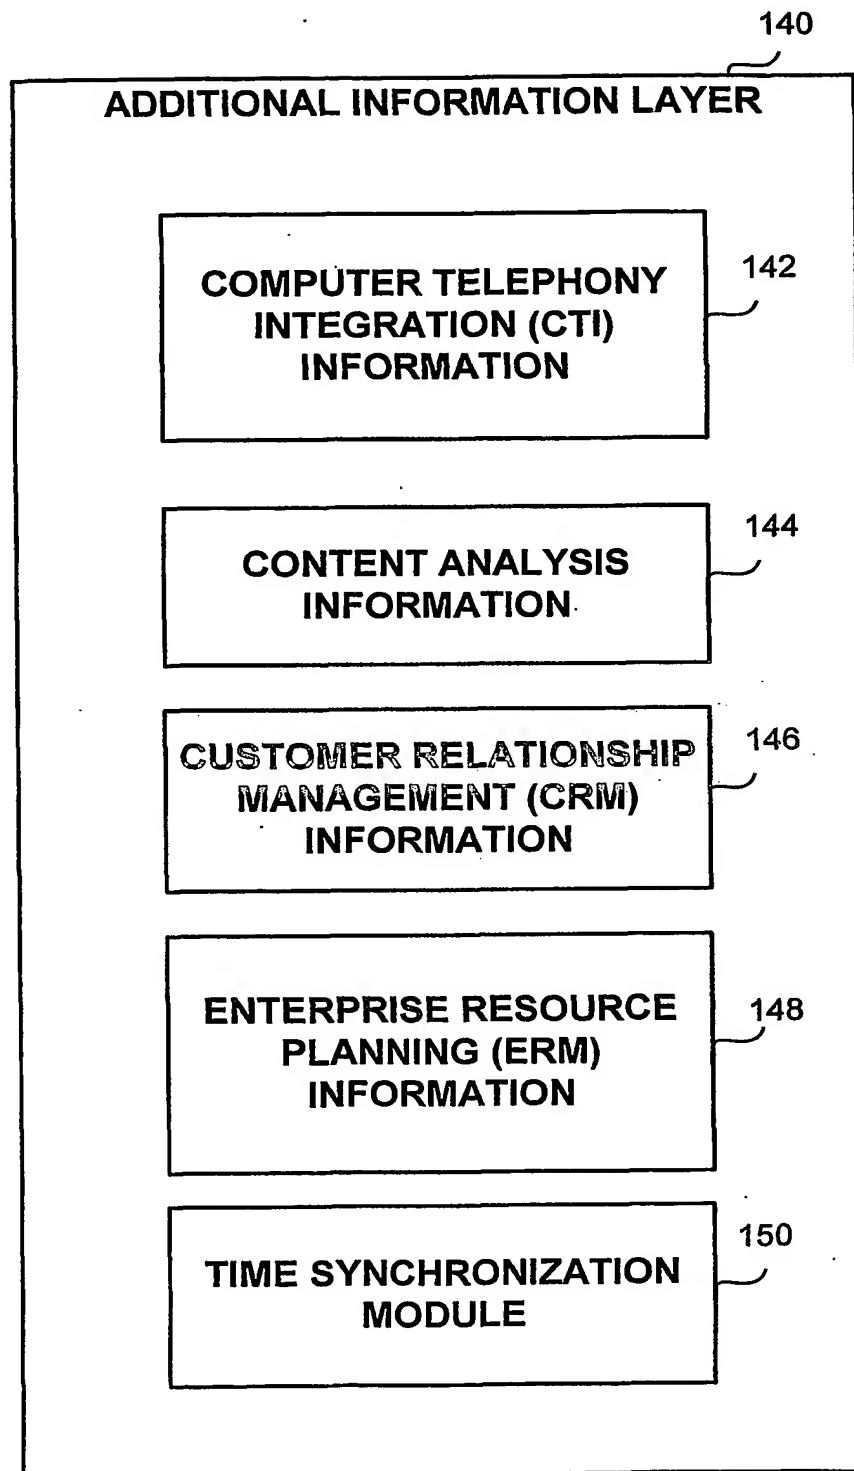 140
ADDITIONAL INFORMATION LAYER
COMPUTER TELEPHONY
INTEGRATION (CTI)
INFORMATION
142
CONTENT ANALYSIS
INFORMATION
144
CUSTOMER RELATIONSHIP
MANAGEMENT (CRM)
INFORMATION
146
ENTERPRISE RESOURCE
PLANNING (ERM)
INFORMATION
148
TIME SYNCHRONIZATION
MODULE
150